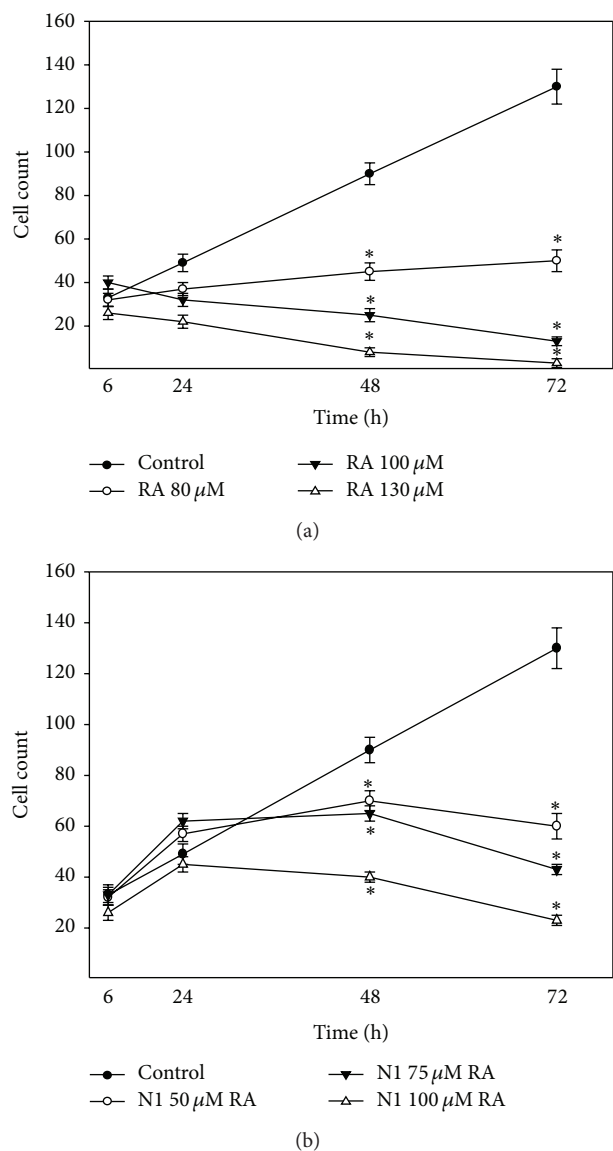 160
140
120
100
80
60
40
20
Cell count
*
*
*
*
*
*
6 24 48 72
Time (h)
Control RA 100 μM
RA 80 μM RA 130 μM
(a)
160
140
120
100
80
60
40
20
Cell count
*
*
*
*
*
*
6 24 48 72
Time (h)
Control N1 75 μM RA
N1 50 μM RA N1 100 μM RA
(b)